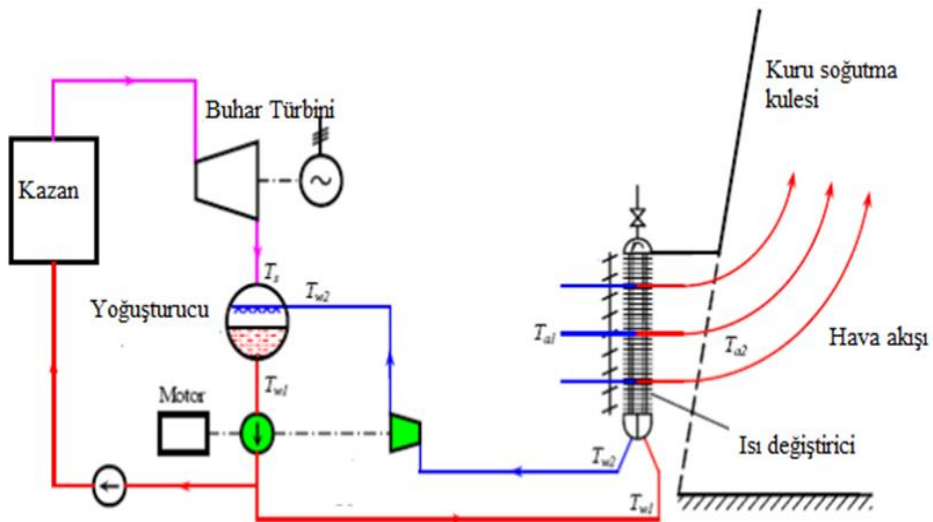 Kuru soğutma
kulesi
Buhar Türbini
Kazan
Yoğuşturucu
Ts
Tw2
Ta1
Ta2
Hava akışı
Tw1
Motor
Isı değiştirici
Tw2
Tw1